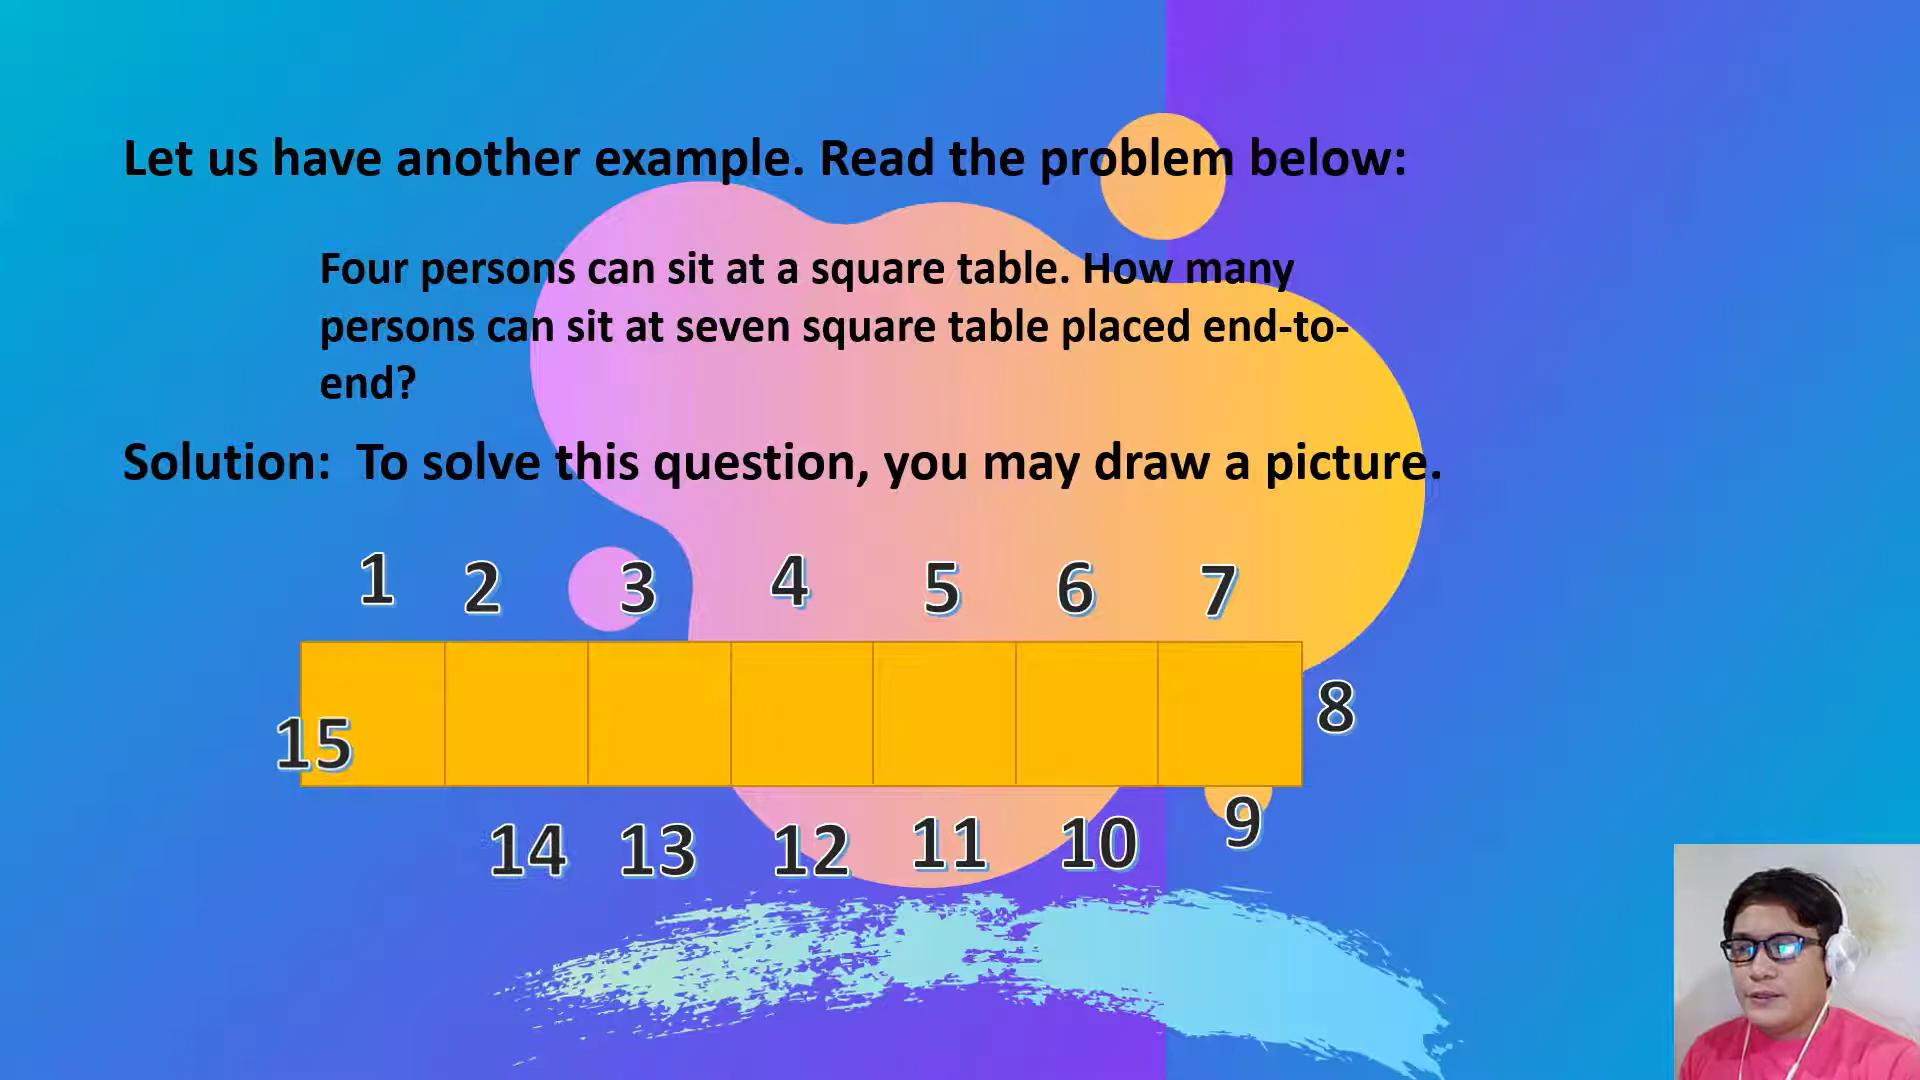 Let us have another example. Read the problem below:
Four persons can sit at a square table. How many
persons can sit at seven square table placed end-to-
end?
Solution: To solve this question, you may draw a picture.
1 2 3 4 5 6 7
15 8
14 13 12 11 10 9